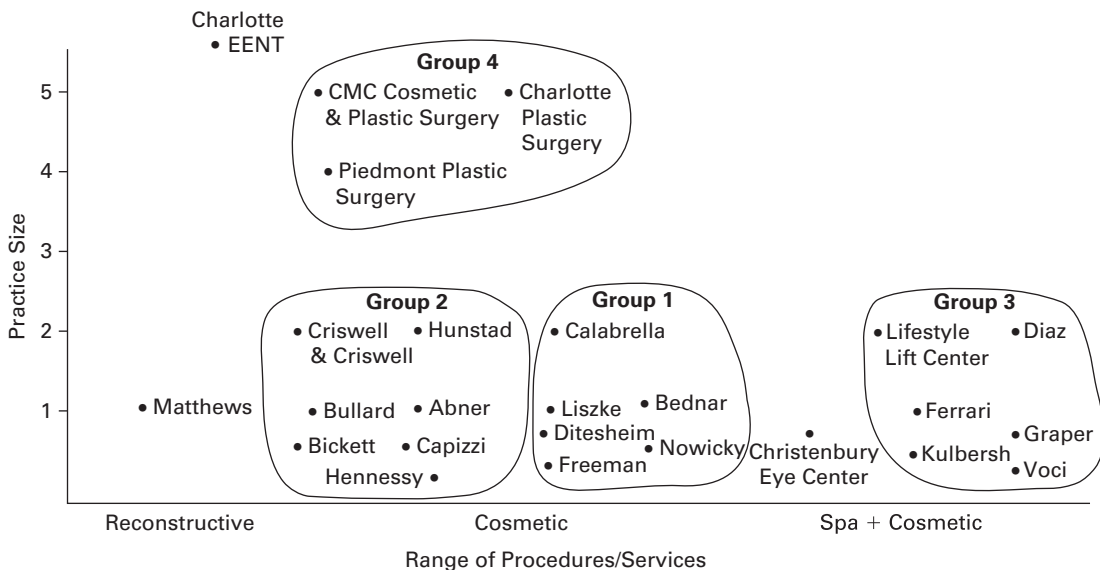 Charlotte
EENT
Group 4
CMC Cosmetic
& Plastic Surgery
Charlotte
Plastic
Surgery
Piedmont Plastic
Surgery
5
4
3
2
1
Practice Size
Group 2
Criswell
& Criswell
Hunstad
Matthews
Bullard
Abner
Bickett
Capizzi
Hennessy
Group 1
Calabrella
Liszke
Bednar
Ditesheim
Nowicky
Freeman
Christenbury
Eye Center
Group 3
Lifestyle
Lift Center
Diaz
Ferrari
Graper
Kulbersh
Voci
Reconstructive
Cosmetic
Spa + Cosmetic
Range of Procedures/Services